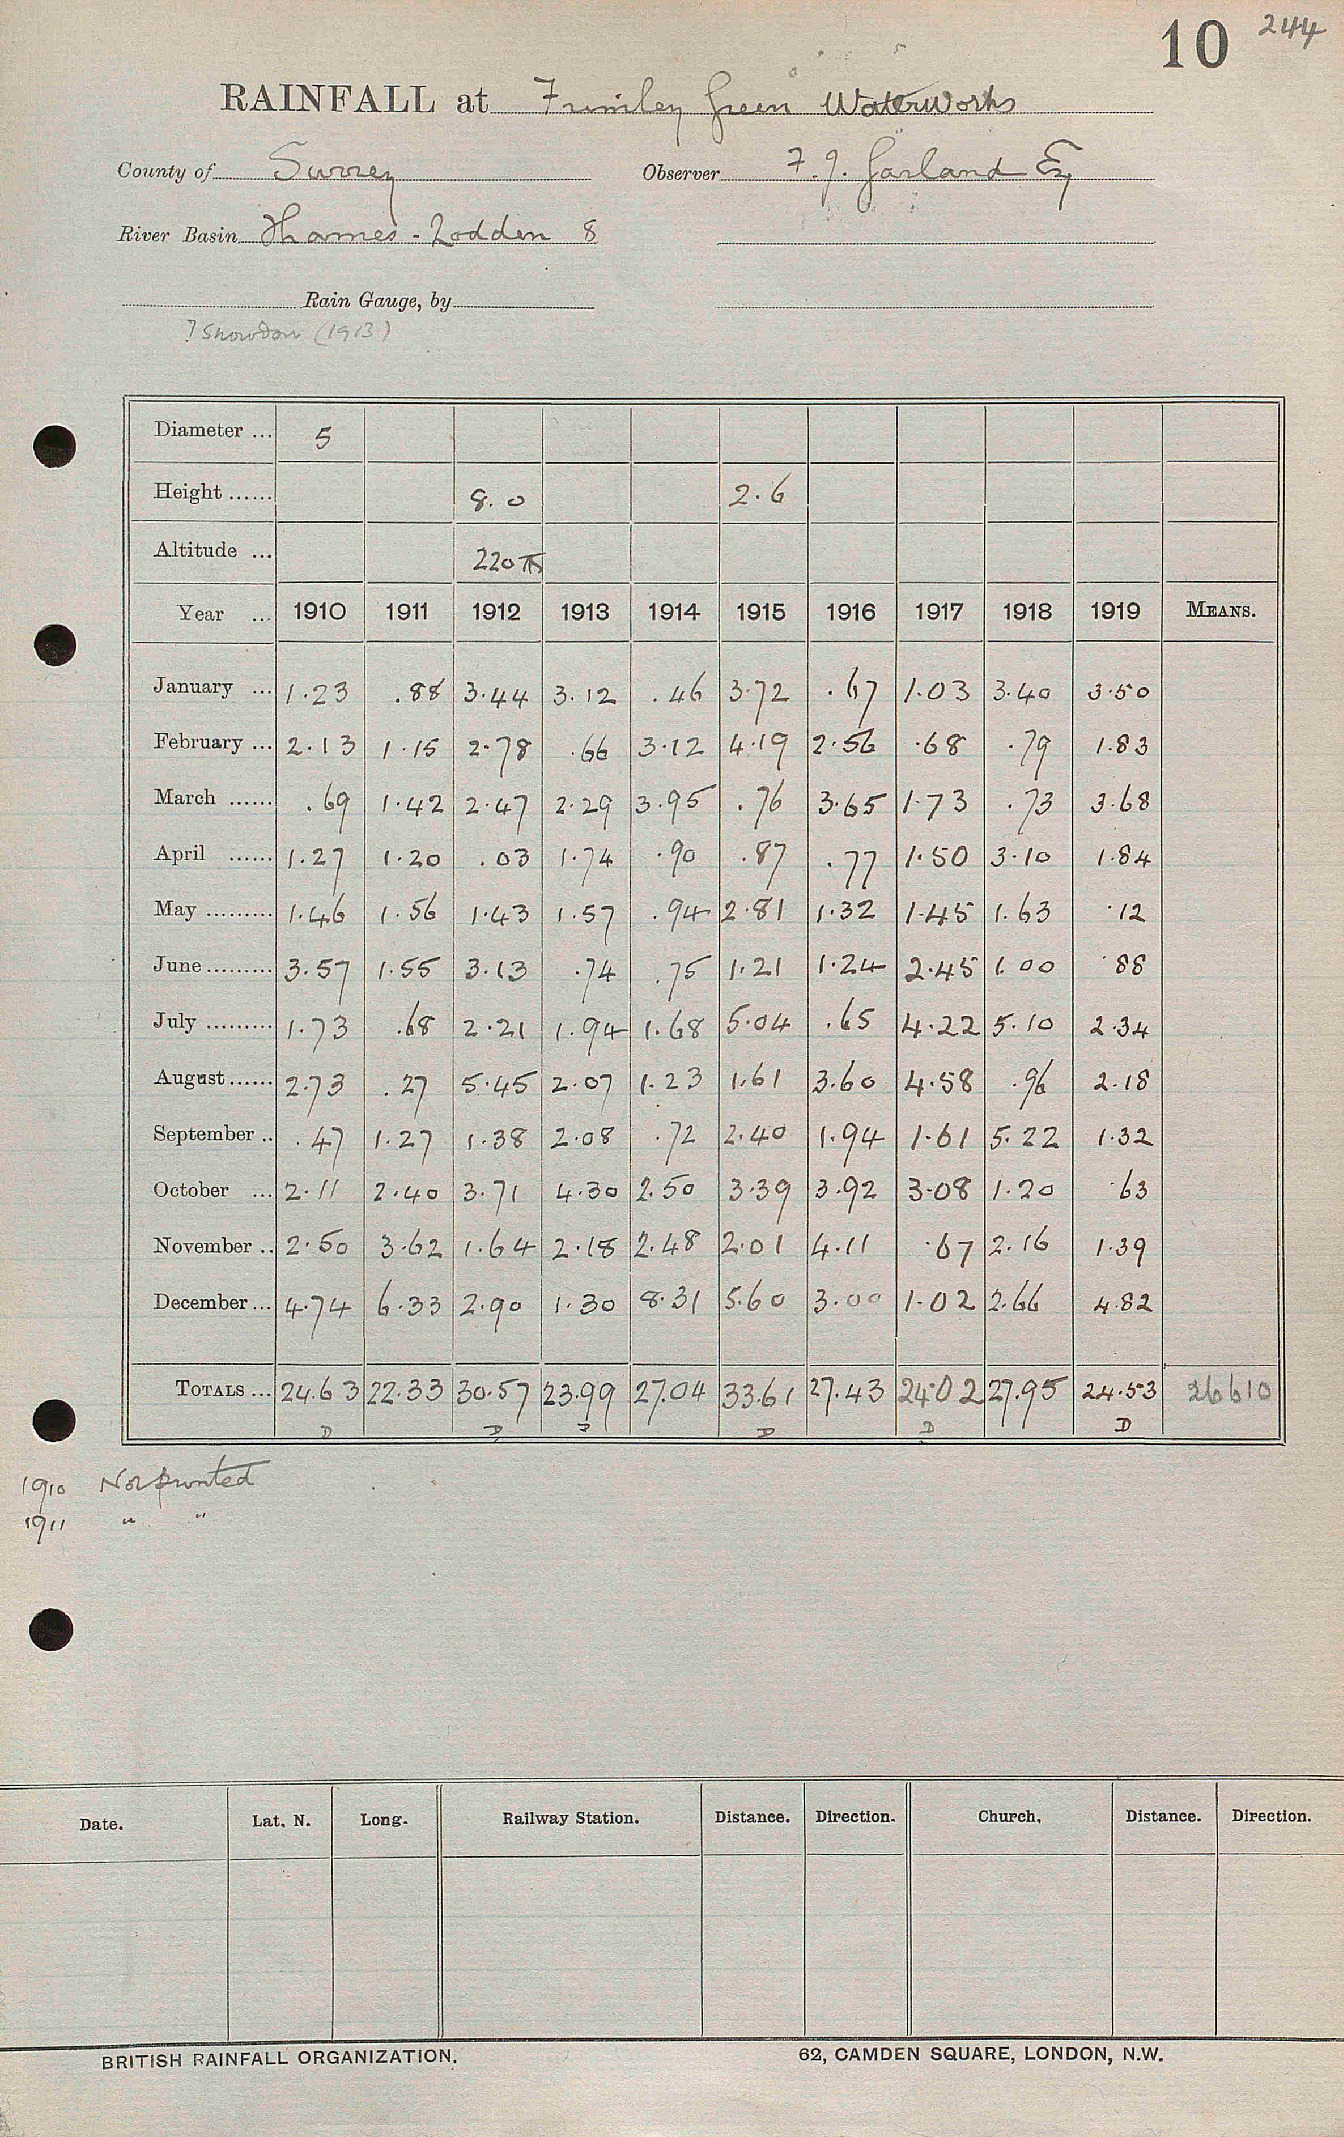 10 244
RAINFALL at Frimley Green Waterworks
County of Surrey Observer F. J. Garland Esq
River Basin Thames - Lodden 8
Rain Gauge, by
? Snowdon (1913)
Diameter ... 5
Height ...... 8.0 2.6
Altitude ... 220
Year ... 1910 1911 1912 1913 1914 1915 1916 1917 1918 1919 MEANS.
January ... 1.23 .88 3.44 3.12 .46 3.72 .67 1.03 3.40 3.50
February ... 2.13 1.15 2.78 .66 3.12 4.19 2.56 .68 .79 1.83
March ...... .69 1.42 2.47 2.29 3.95 .76 3.65 1.73 .73 3.68
April ...... 1.27 1.20 .03 1.74 .90 .87 .77 1.50 3.10 1.84
May ......... 1.46 1.56 1.43 1.57 .94 2.81 1.32 1.45 1.63 .12
June ......... 3.57 1.55 3.13 .74 .75 1.21 1.24 2.45 1.00 .88
July ......... 1.73 .68 2.21 1.94 1.68 5.04 .65 4.22 5.10 2.34
August ...... 2.73 .27 5.45 2.07 1.23 1.61 3.60 4.58 .96 2.18
September .. .47 1.27 1.38 2.08 .72 2.40 1.94 1.61 5.22 1.32
October ... 2.11 2.40 3.71 4.30 2.50 3.39 3.92 3.08 1.20 .63
November .. 2.50 3.62 1.64 2.18 2.48 2.01 4.11 .67 2.16 1.39
December ... 4.74 6.33 2.90 1.30 8.31 5.60 3.00 1.02 2.66 4.82
TOTALS ... 24.63 22.33 30.57 23.99 27.04 33.61 27.43 24.02 27.95 24.53 26610
D D D D D D
1910 Not printed
1911 " "
Date. Lat. N. Long. Railway Station. Distance. Direction. Church. Distance. Direction.
BRITISH RAINFALL ORGANIZATION. 62, CAMDEN SQUARE, LONDON, N.W.